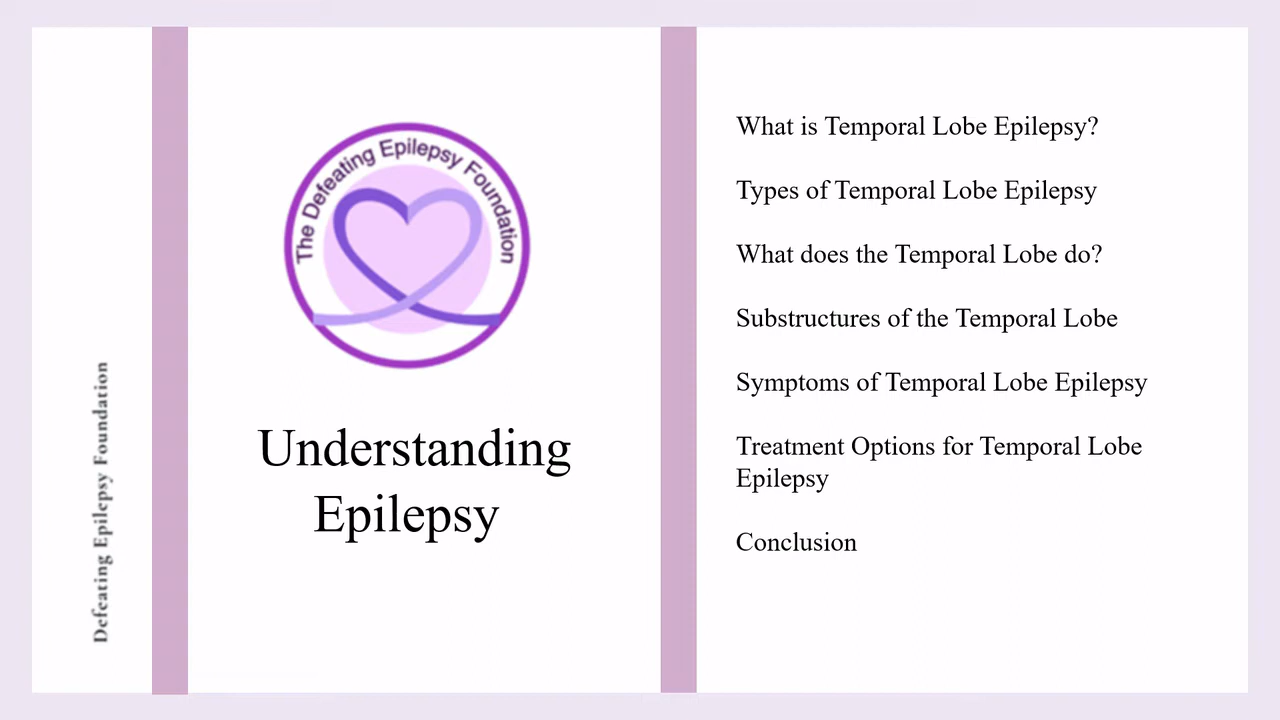 Defeating Epilepsy Foundation
The Defeating Epilepsy Foundation
Understanding
Epilepsy
What is Temporal Lobe Epilepsy?
Types of Temporal Lobe Epilepsy
What does the Temporal Lobe do?
Substructures of the Temporal Lobe
Symptoms of Temporal Lobe Epilepsy
Treatment Options for Temporal Lobe
Epilepsy
Conclusion